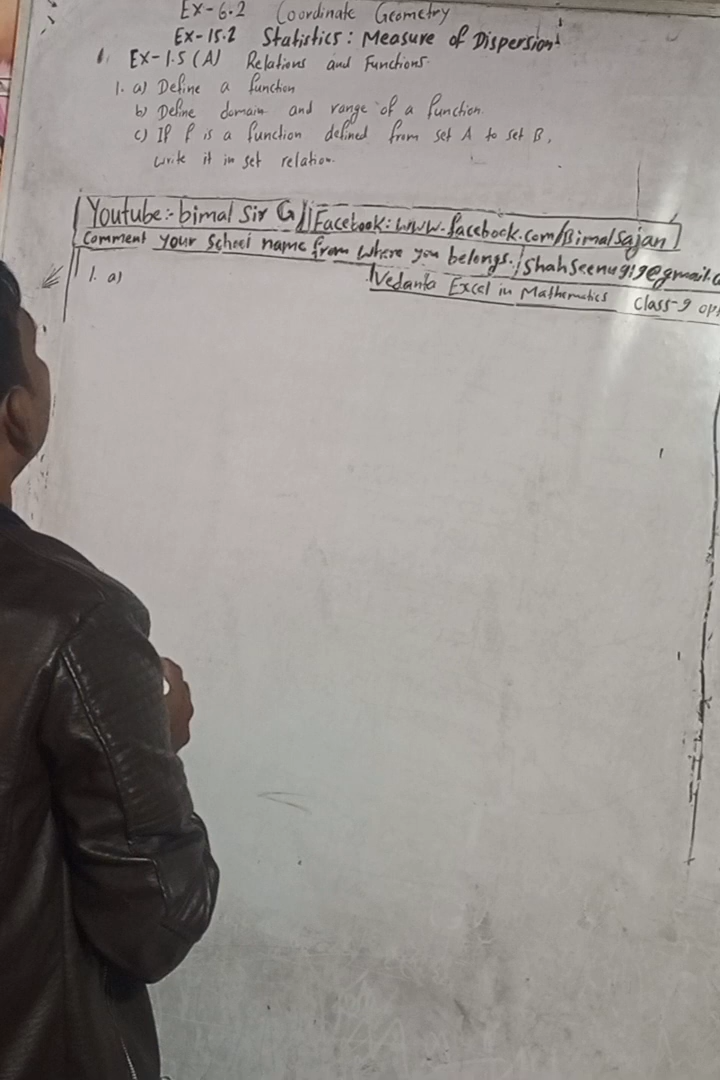 Ex-6.2 Coordinate Geometry
Ex-15.2 Statistics: Measure of Dispersion
Ex-1.5 (A) Relations and Functions
1. a) Define a function
b) Define domain and range of a function.
c) If f is a function defined from set A to set B,
write it in set relation.
Youtube:- bimal Sir G || Facebook: www.facebook.com/BimalSajan
Comment your School name from where you belongs. /
1. a)
Vedanta Excel in Mathematics Class-9